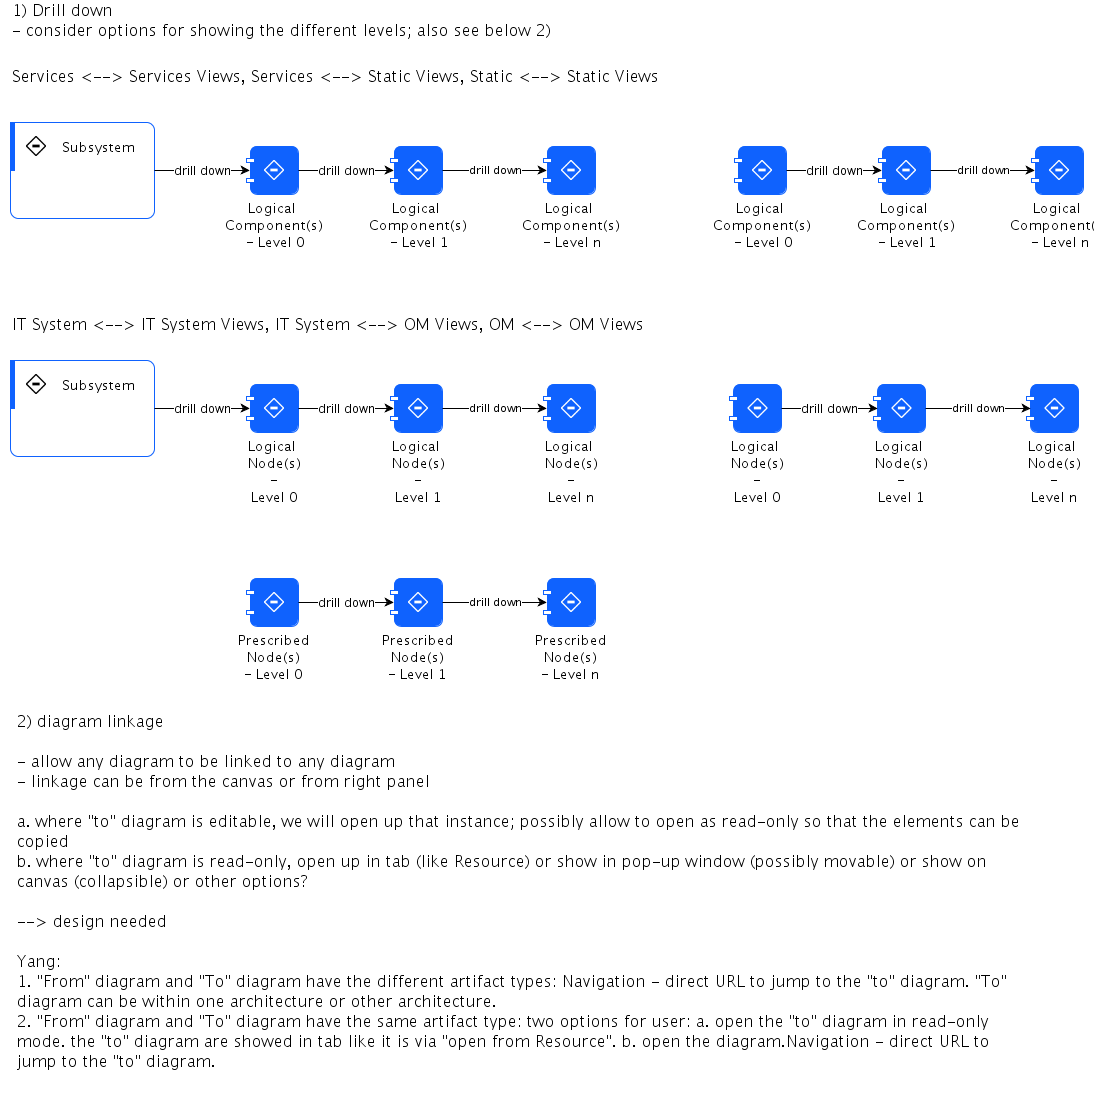 1) Drill down
- consider options for showing the different levels; also see below 2)
Services <--> Services Views, Services <--> Static Views, Static <--> Static Views
Subsystem
drill down
drill down
drill down
drill down
drill down
Logical
Component(s)
- Level 0
Logical
Component(s)
- Level 1
Logical
Component(s)
- Level n
Logical
Component(s)
- Level 0
Logical
Component(s)
- Level 1
Logical
Component(
- Level n
IT System <--> IT System Views, IT System <--> OM Views, OM <--> OM Views
Subsystem
drill down
drill down
drill down
drill down
drill down
Logical
Node(s)
-
Level 0
Logical
Node(s)
-
Level 1
Logical
Node(s)
-
Level n
Logical
Node(s)
-
Level 0
Logical
Node(s)
-
Level 1
Logical
Node(s)
-
Level n
drill down
drill down
Prescribed
Node(s)
- Level 0
Prescribed
Node(s)
- Level 1
Prescribed
Node(s)
- Level n
2) diagram linkage
- allow any diagram to be linked to any diagram
- linkage can be from the canvas or from right panel
a. where "to" diagram is editable, we will open up that instance; possibly allow to open as read-only so that the elements can be
copied
b. where "to" diagram is read-only, open up in tab (like Resource) or show in pop-up window (possibly movable) or show on
canvas (collapsible) or other options?
--> design needed
Yang:
1. "From" diagram and "To" diagram have the different artifact types: Navigation - direct URL to jump to the "to" diagram. "To"
diagram can be within one architecture or other architecture.
2. "From" diagram and "To" diagram have the same artifact type: two options for user: a. open the "to" diagram in read-only
mode. the "to" diagram are showed in tab like it is via "open from Resource". b. open the diagram.Navigation - direct URL to
jump to the "to" diagram.